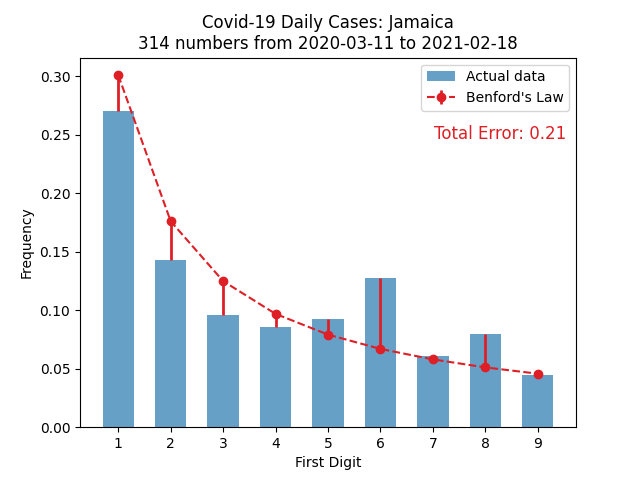 Covid-19 Daily Cases: Jamaica
314 numbers from 2020-03-11 to 2021-02-18
Actual data
Benford's Law
Total Error: 0.21
Frequency
0.30
0.25
0.20
0.15
0.10
0.05
0.00
1 2 3 4 5 6 7 8 9
First Digit